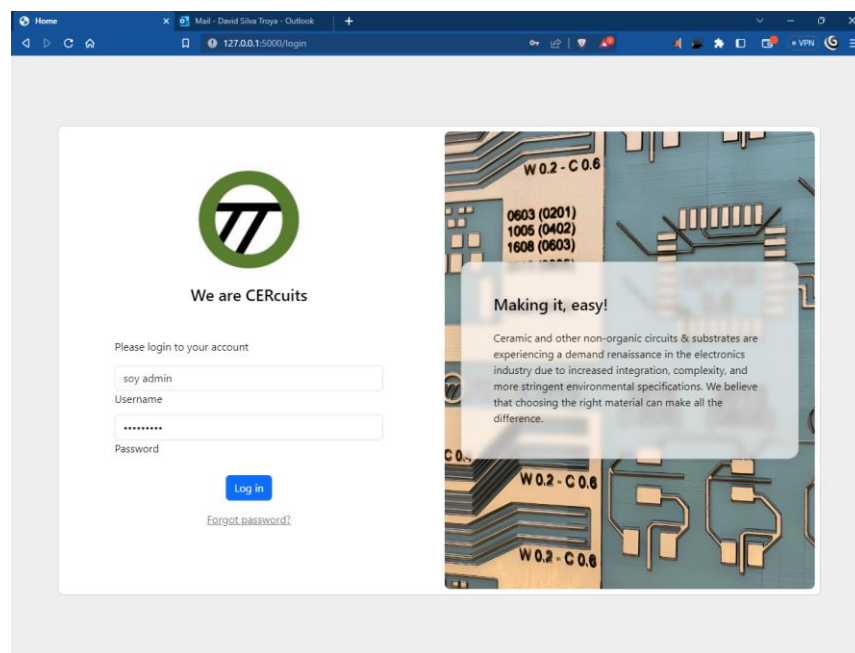 Home
Mail - David Silva Troya - Outlook
127.0.0.1:5000/login
VPN
We are CERcuits
Please login to your account
soy admin
Username
•••••••••
Password
Log in
Forgot password?
W 0.2 - C 0.6
0603 (0201)
1005 (0402)
1608 (0603)
Making it, easy!
Ceramic and other non-organic circuits & substrates are
experiencing a demand renaissance in the electronics
industry due to increased integration, complexity, and
more stringent environmental specifications. We believe
that choosing the right material can make all the
difference.
W 0.2 - C 0.6
W 0.2 - C 0.6